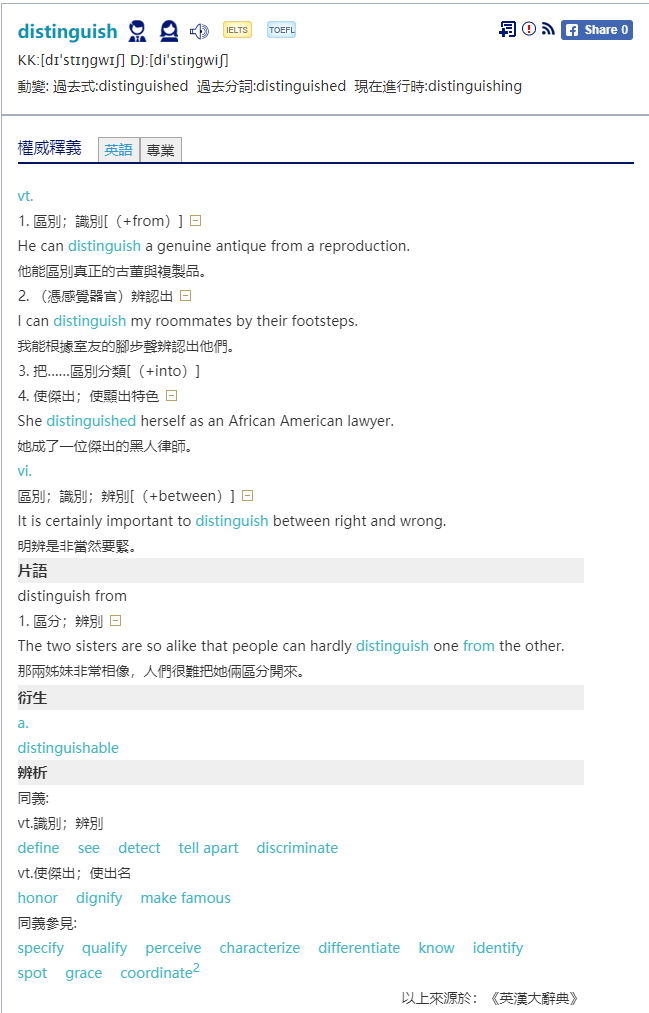 distinguish IELTS TOEFL Share 0
KK:[dɪˈstɪŋgwɪʃ] DJ:[diˈstiŋgwiʃ]
動變: 過去式:distinguished 過去分詞:distinguished 現在進行時:distinguishing
權威釋義 英語 專業
vt.
1. 區別；識別[（+from）]
He can distinguish a genuine antique from a reproduction.
他能區別真正的古董與複製品。
2. （憑感覺器官）辨認出
I can distinguish my roommates by their footsteps.
我能根據室友的腳步聲辨認出他們。
3. 把......區別分類[（+into）]
4. 使傑出；使顯出特色
She distinguished herself as an African American lawyer.
她成了一位傑出的黑人律師。
vi.
區別；識別；辨別[（+between）]
It is certainly important to distinguish between right and wrong.
明辨是非當然要緊。
片語
distinguish from
1. 區分；辨別
The two sisters are so alike that people can hardly distinguish one from the other.
那兩姊妹非常相像，人們很難把她倆區分開來。
衍生
a.
distinguishable
辨析
同義:
vt.識別；辨別
define see detect tell apart discriminate
vt.使傑出；使出名
honor dignify make famous
同義參見:
specify qualify perceive characterize differentiate know identify
spot grace coordinate2
以上來源於：《英漢大辭典》